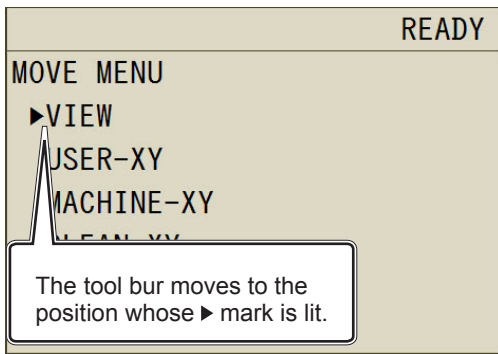 READY
MOVE MENU
▶VIEW
USER-XY
MACHINE-XY
The tool bur moves to the
position whose ▶ mark is lit.